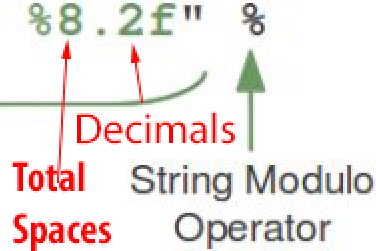 %8.2f" %
Decimals
Total
Spaces
String Modulo
Operator